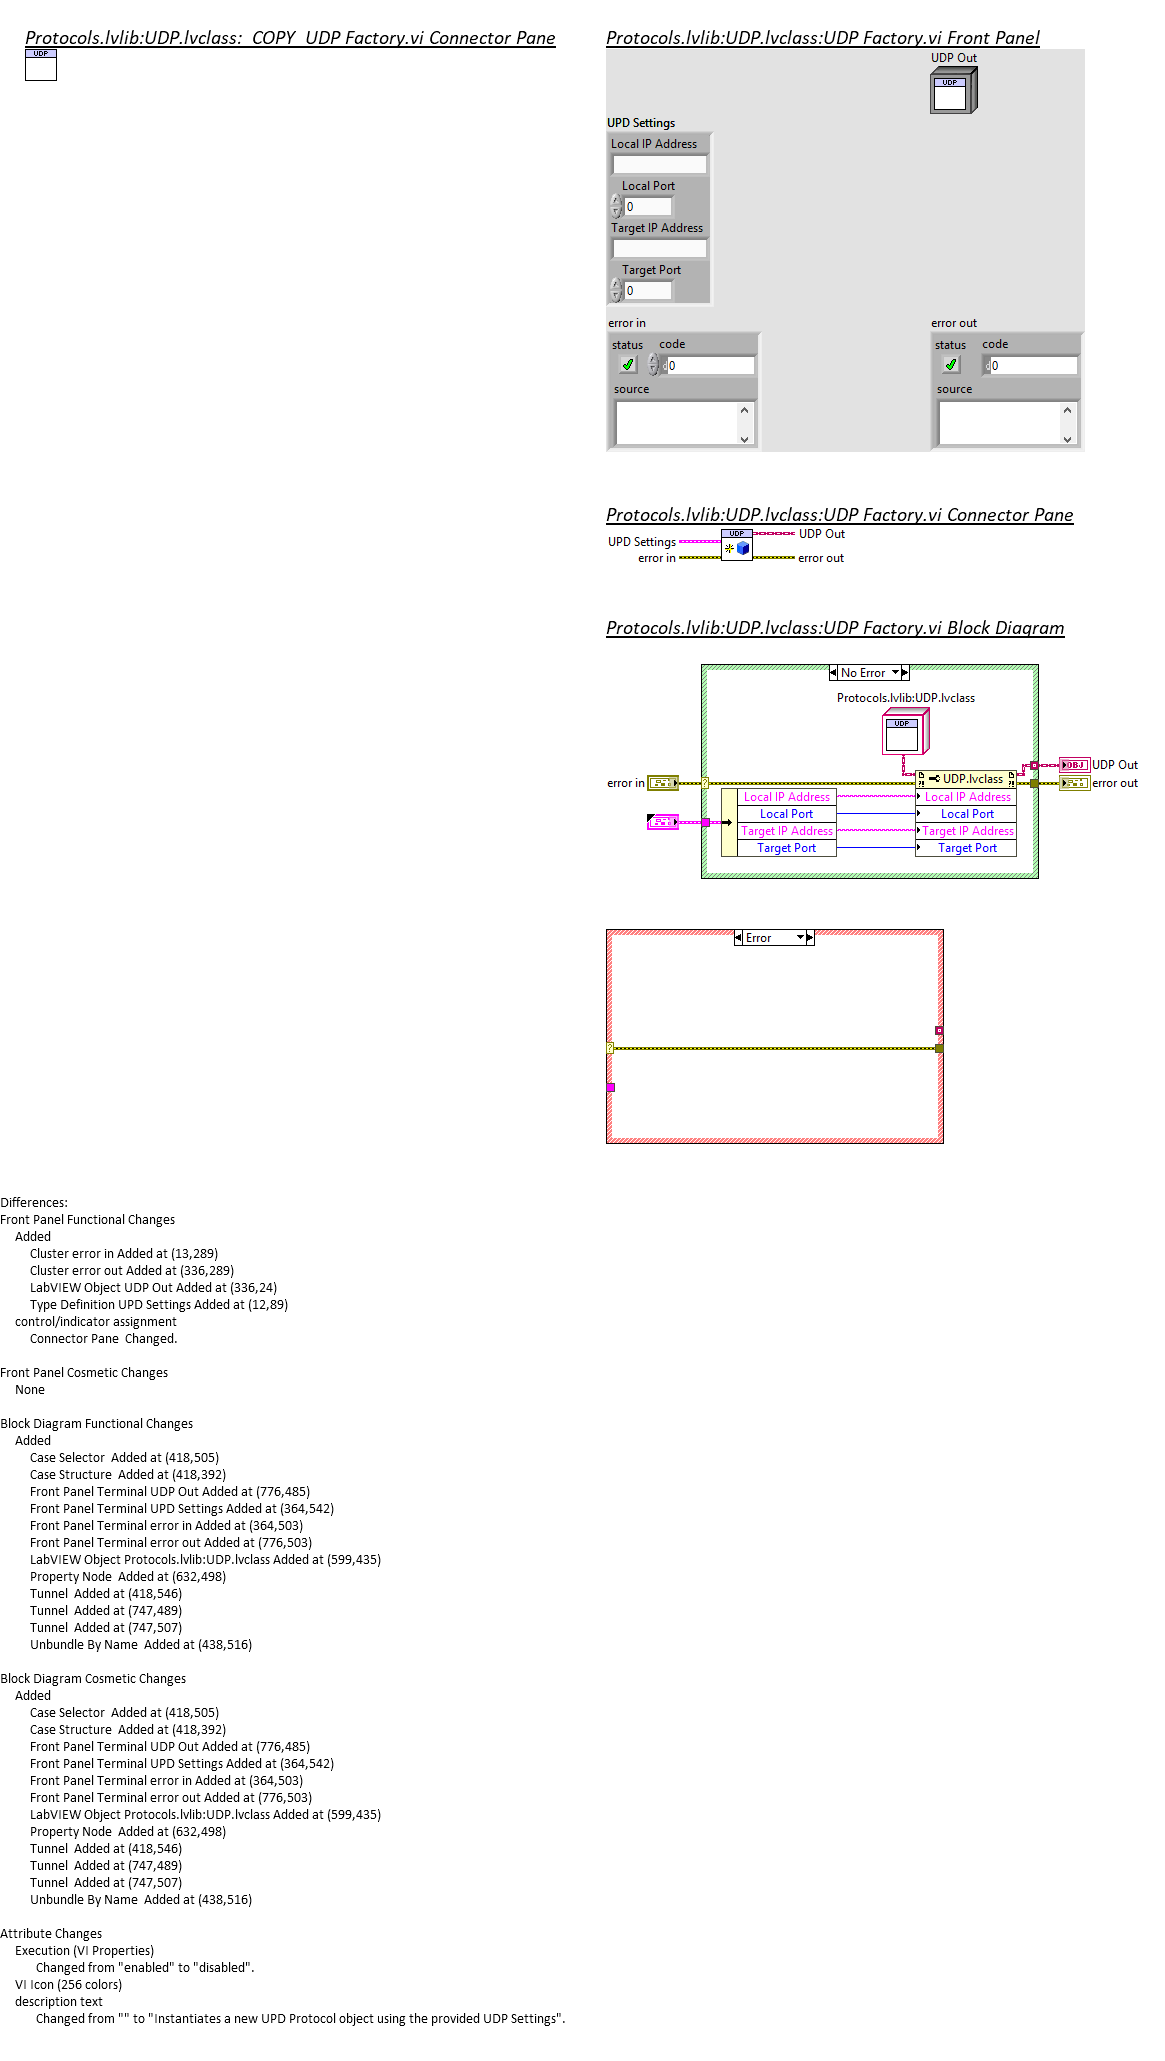 Protocols.lvlib:UDP.lvclass:_COPY_UDP Factory.vi Connector Pane
UDP
Protocols.lvlib:UDP.lvclass:UDP Factory.vi Front Panel
UDP Out
UDP
UPD Settings
Local IP Address
Local Port
0
Target IP Address
Target Port
0
error in
status code
0
source
error out
status code
0
source
Protocols.lvlib:UDP.lvclass:UDP Factory.vi Connector Pane
UDP
UDP Out
UPD Settings
error in
error out
Protocols.lvlib:UDP.lvclass:UDP Factory.vi Block Diagram
No Error
Protocols.lvlib:UDP.lvclass
UDP
OBJ
UDP Out
error in
?
?!
UDP.lvclass
?!
error out
Local IP Address
Local IP Address
Local Port
Local Port
Target IP Address
Target IP Address
Target Port
Target Port
Error
?
Differences:
Front Panel Functional Changes
Added
Cluster error in Added at (13,289)
Cluster error out Added at (336,289)
LabVIEW Object UDP Out Added at (336,24)
Type Definition UPD Settings Added at (12,89)
control/indicator assignment
Connector Pane  Changed.
Front Panel Cosmetic Changes
None
Block Diagram Functional Changes
Added
Case Selector  Added at (418,505)
Case Structure  Added at (418,392)
Front Panel Terminal UDP Out Added at (776,485)
Front Panel Terminal UPD Settings Added at (364,542)
Front Panel Terminal error in Added at (364,503)
Front Panel Terminal error out Added at (776,503)
LabVIEW Object Protocols.lvlib:UDP.lvclass Added at (599,435)
Property Node  Added at (632,498)
Tunnel  Added at (418,546)
Tunnel  Added at (747,489)
Tunnel  Added at (747,507)
Unbundle By Name  Added at (438,516)
Block Diagram Cosmetic Changes
Added
Case Selector  Added at (418,505)
Case Structure  Added at (418,392)
Front Panel Terminal UDP Out Added at (776,485)
Front Panel Terminal UPD Settings Added at (364,542)
Front Panel Terminal error in Added at (364,503)
Front Panel Terminal error out Added at (776,503)
LabVIEW Object Protocols.lvlib:UDP.lvclass Added at (599,435)
Property Node  Added at (632,498)
Tunnel  Added at (418,546)
Tunnel  Added at (747,489)
Tunnel  Added at (747,507)
Unbundle By Name  Added at (438,516)
Attribute Changes
Execution (VI Properties)
Changed from "enabled" to "disabled".
VI Icon (256 colors)
description text
Changed from "" to "Instantiates a new UPD Protocol object using the provided UDP Settings".